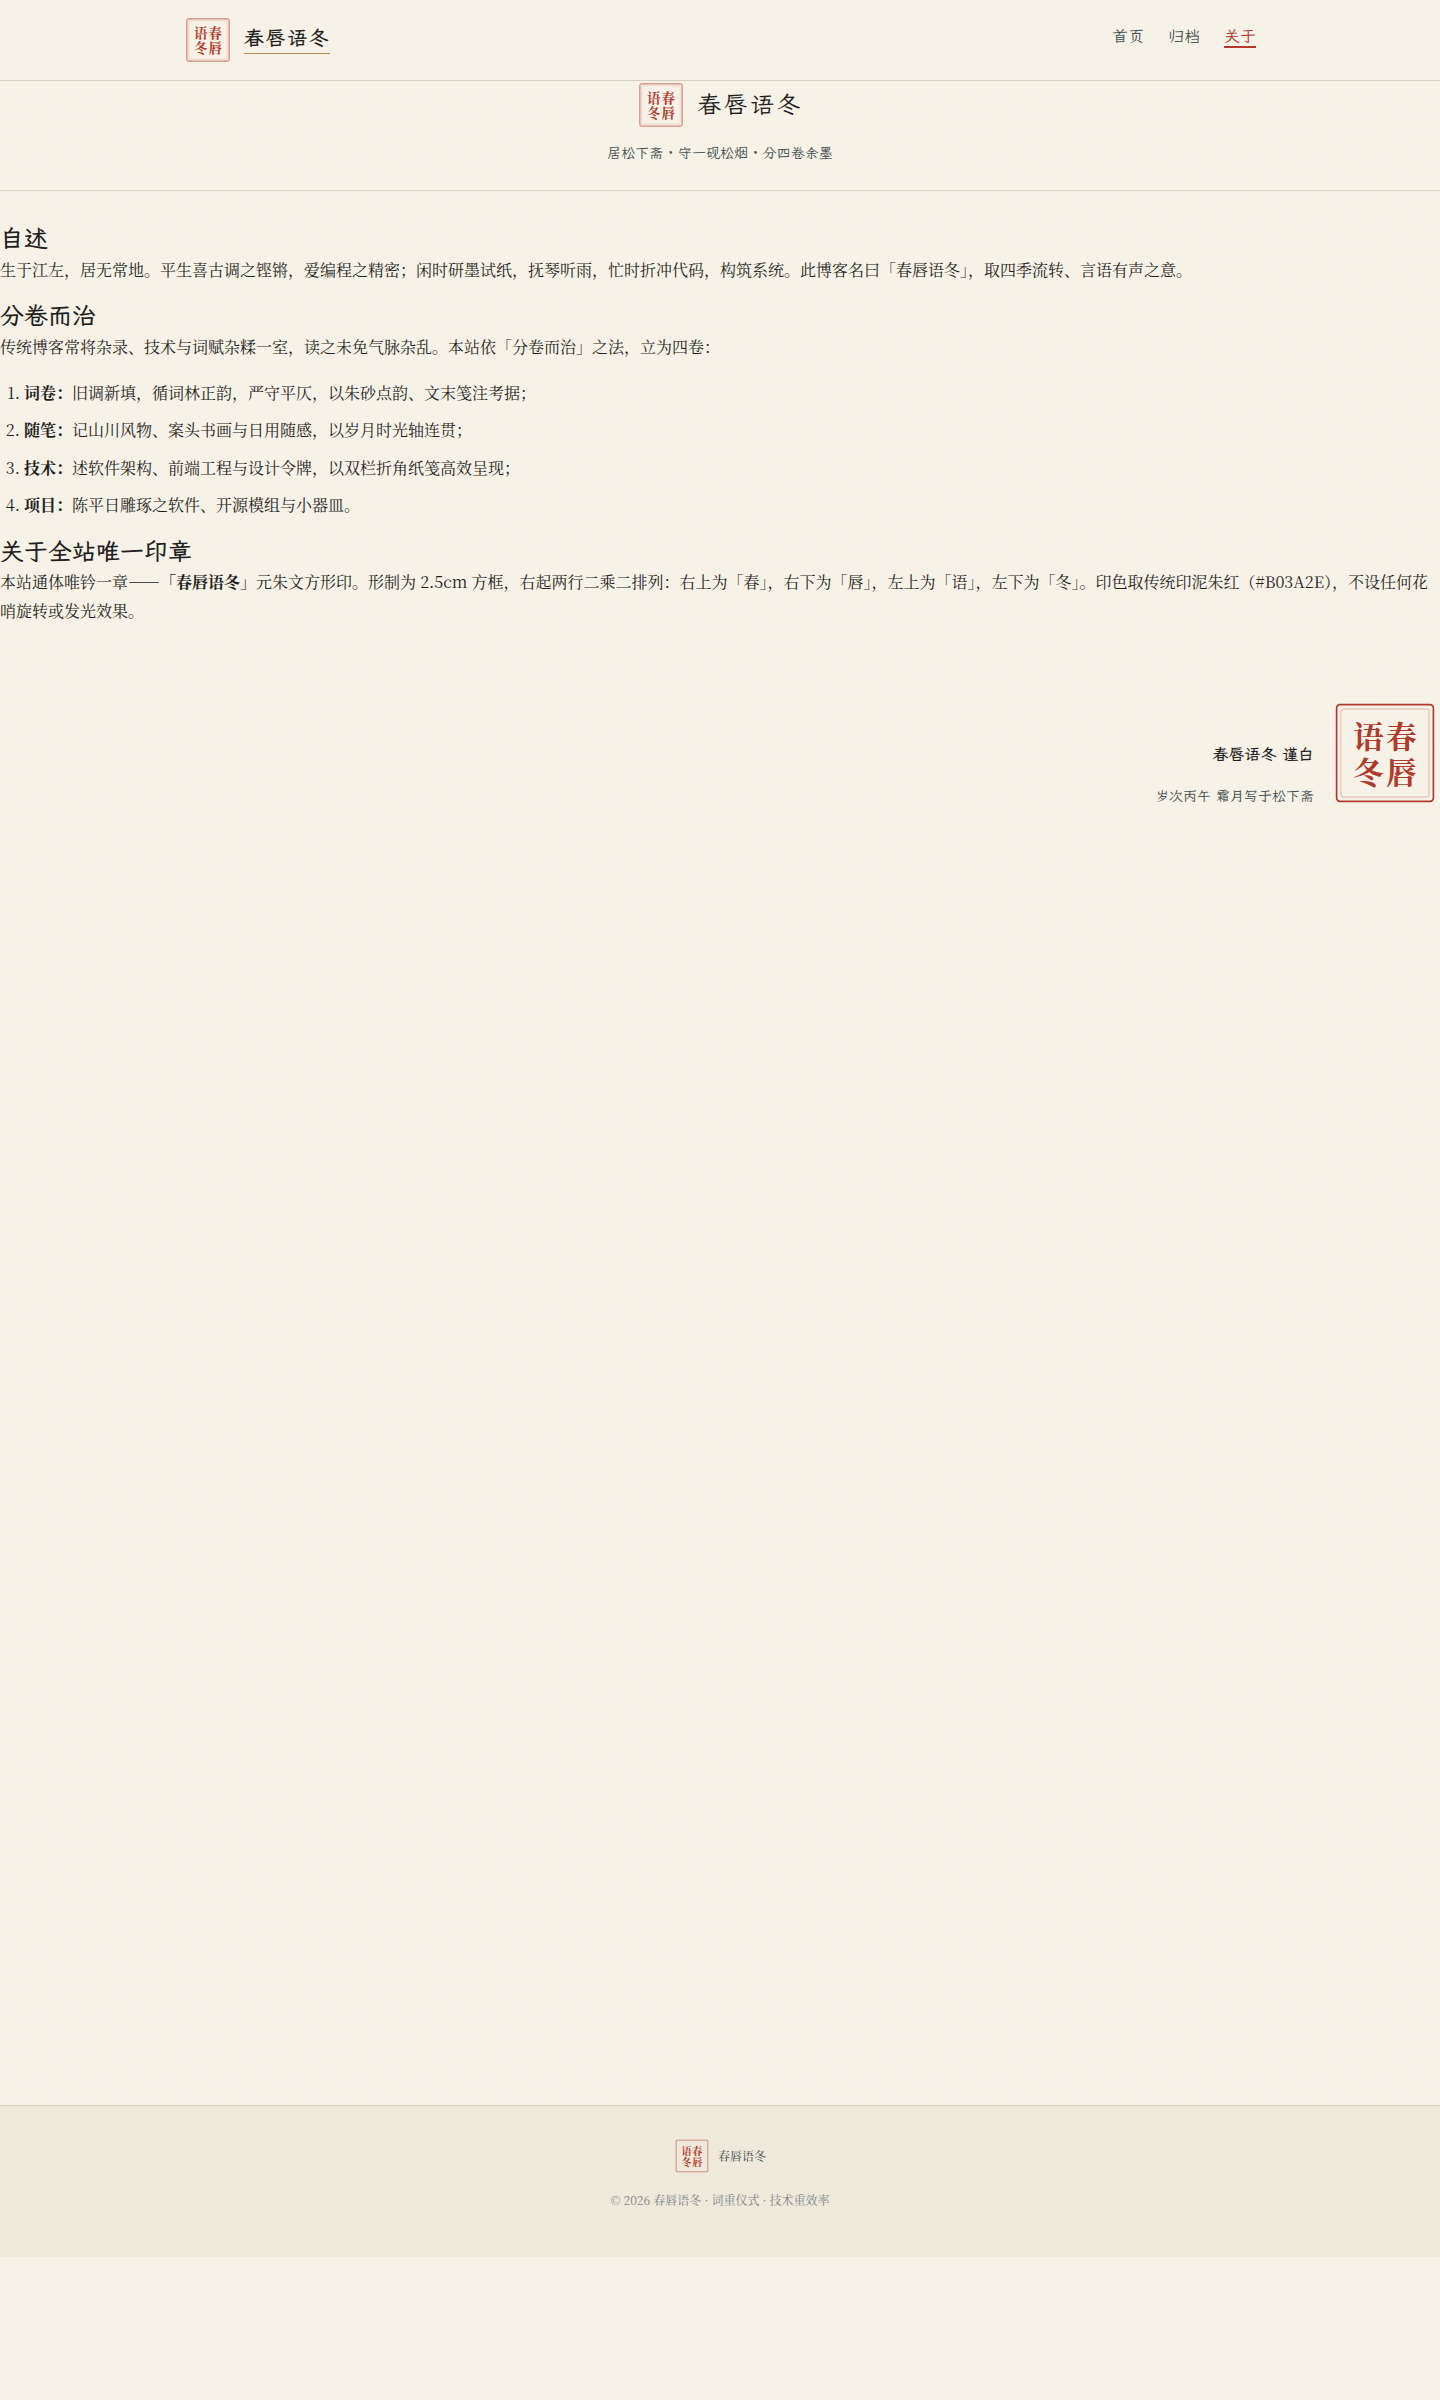 语春
冬唇
春唇语冬
首页 归档 关于
语春
冬唇
春唇语冬
居松下斋·守一砚松烟·分四卷余墨
自述
生于江左，居无常地。平生喜古调之铿锵，爱编程之精密；闲时研墨试纸，抚琴听雨，忙时折冲代码，构筑系统。此博客名曰「春唇语冬」，取四季流转、言语有声之意。
分卷而治
传统博客常将杂录、技术与词赋杂糅一室，读之未免气脉杂乱。本站依「分卷而治」之法，立为四卷：
1. 词卷：旧调新填，循词林正韵，严守平仄，以朱砂点韵、文末笺注考据；
2. 随笔：记山川风物、案头书画与日用随感，以岁月时光轴连贯；
3. 技术：述软件架构、前端工程与设计令牌，以双栏折角纸笺高效呈现；
4. 项目：陈平日雕琢之软件、开源模组与小器皿。
关于全站唯一印章
本站通体唯钤一章——「春唇语冬」元朱文方形印。形制为 2.5cm 方框，右起两行二乘二排列：右上为「春」，右下为「唇」，左上为「语」，左下为「冬」。印色取传统印泥朱红（#B03A2E），不设任何花
哨旋转或发光效果。
春唇语冬 谨白
岁次丙午 霜月写于松下斋
语春
冬唇
语春
冬唇
春唇语冬
© 2026 春唇语冬 · 词重仪式 · 技术重效率